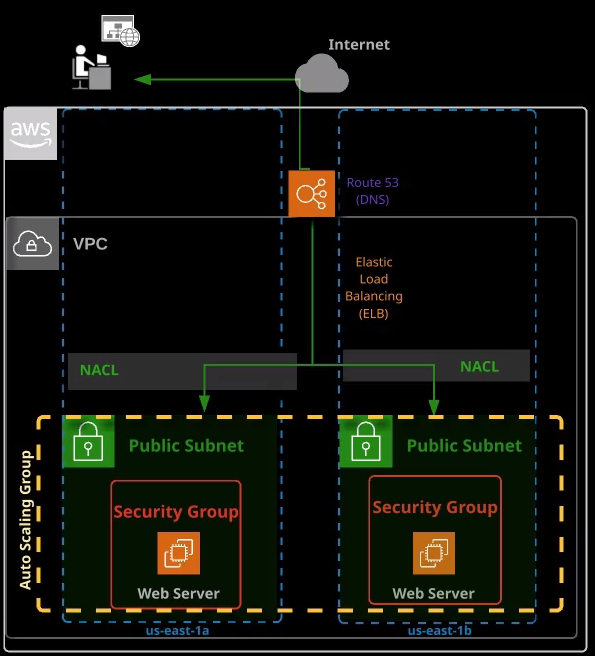 Internet
aws
Route 53
(DNS)
VPC
Elastic
Load
Balancing
(ELB)
NACL
NACL
Auto Scaling Group
Public Subnet
Public Subnet
Security Group
Security Group
Web Server
Web Server
us-east-1a
us-east-1b